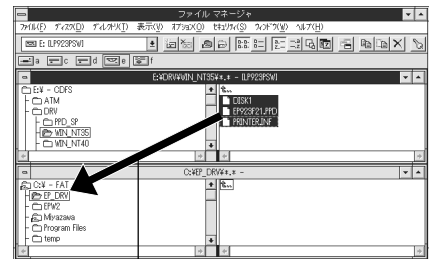 ファイル マネージャ
ファイル(F) ディスク(D) ディレクトリ(T) 表示(V) オプション(O) セキュリティ(S) ウィンドウ(W) ヘルプ(H)
E: [LP923PSW]
a c d e f
E:¥DRV¥WIN_NT35¥*.* - [LP923PSW]
E:¥ - CDFS
ATM
DRV
PPD_SP
WIN_NT35
WIN_NT40
DISK1
EP923F21.PPD
PRINTER.INF
C:¥EP_DRV¥*.* -
C:¥ - FAT
EP_DRV
EPW2
Miyazawa
Program Files
temp